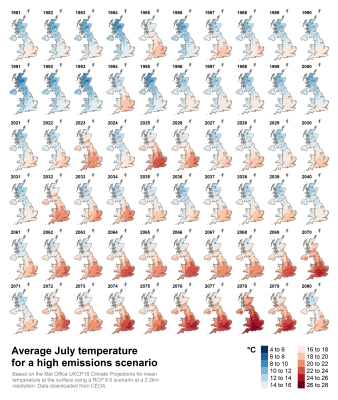 1981 1982 1983 1984 1985 1986 1987 1988 1989 1990
1991 1992 1993 1994 1995 1996 1997 1998 1999 2000
2021 2022 2023 2024 2025 2026 2027 2028 2029 2030
2031 2032 2033 2034 2035 2036 2037 2038 2039 2040
2061 2062 2063 2064 2065 2066 2067 2068 2069 2070
2071 2072 2073 2074 2075 2076 2077 2078 2079 2080
Average July temperature
for a high emissions scenario
Based on the Met Office UKCP18 Climate Projections for mean
temperature at the surface using a RCP 8.5 scenario at a 2.2km
resolution. Data downloaded from CEDA.
°C
4 to 6
6 to 8
8 to 10
10 to 12
12 to 14
14 to 16
16 to 18
18 to 20
20 to 22
22 to 24
24 to 26
26 to 28